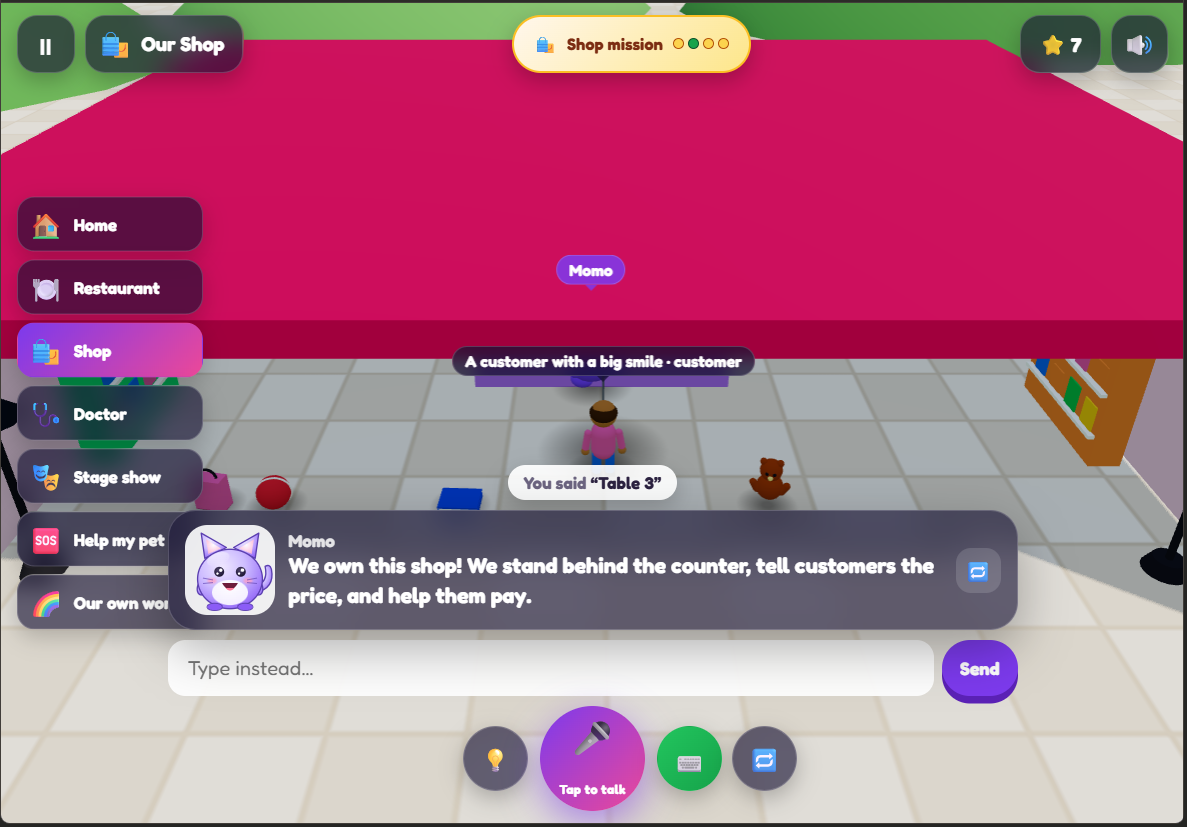 Our Shop
Shop mission
7
Home
Restaurant
Shop
Doctor
Stage show
SOS Help my pet
Our own wor
Momo
A customer with a big smile · customer
You said “Table 3”
Momo
We own this shop! We stand behind the counter, tell customers the
price, and help them pay.
Type instead...
Send
Tap to talk